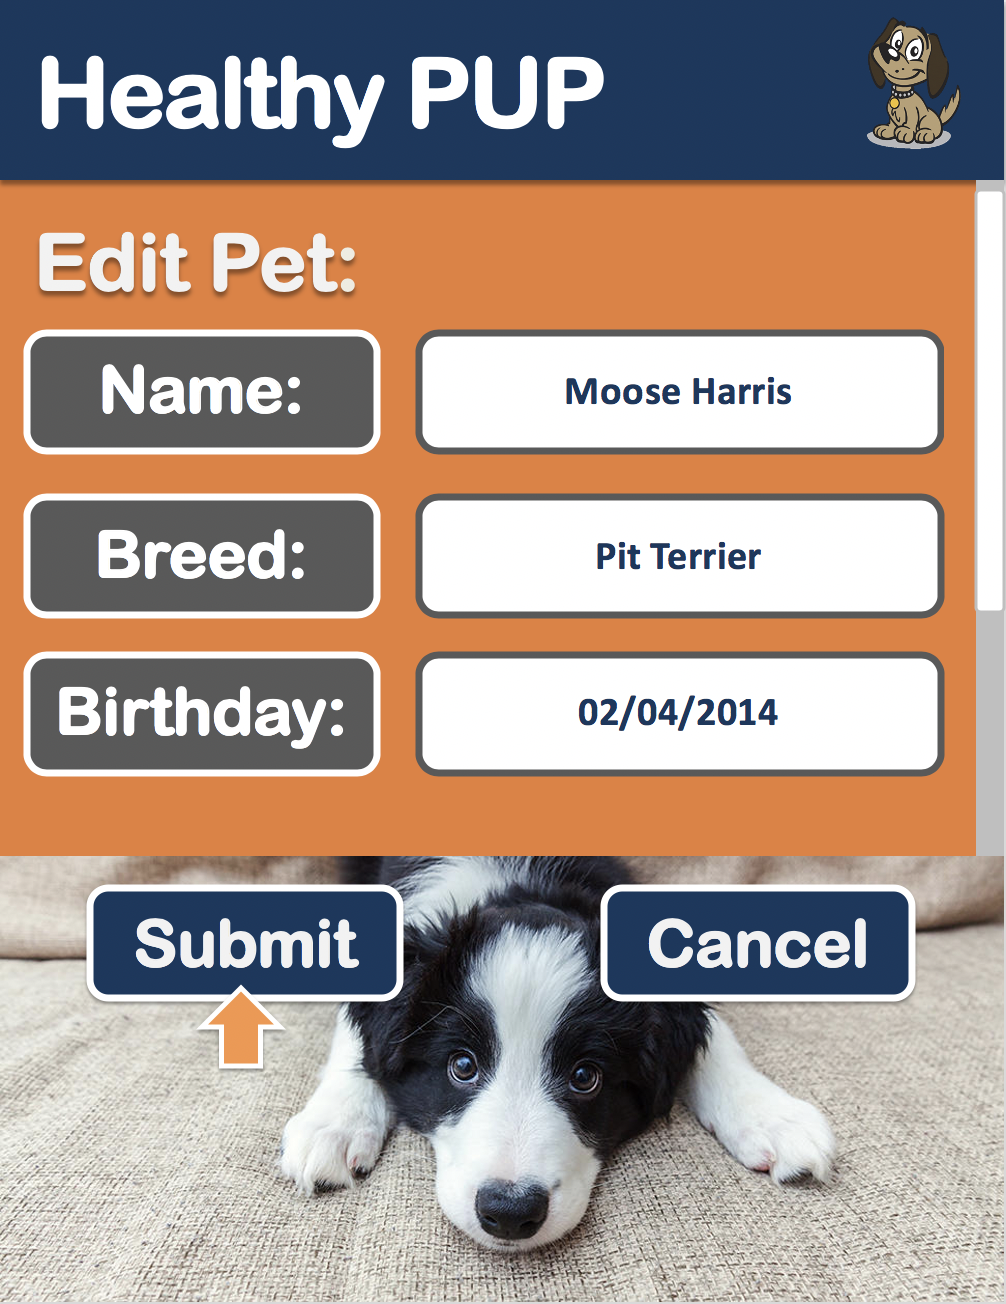 Healthy PUP
Edit Pet:
Name:
Moose Harris
Breed:
Pit Terrier
Birthday:
02/04/2014
Submit
Cancel